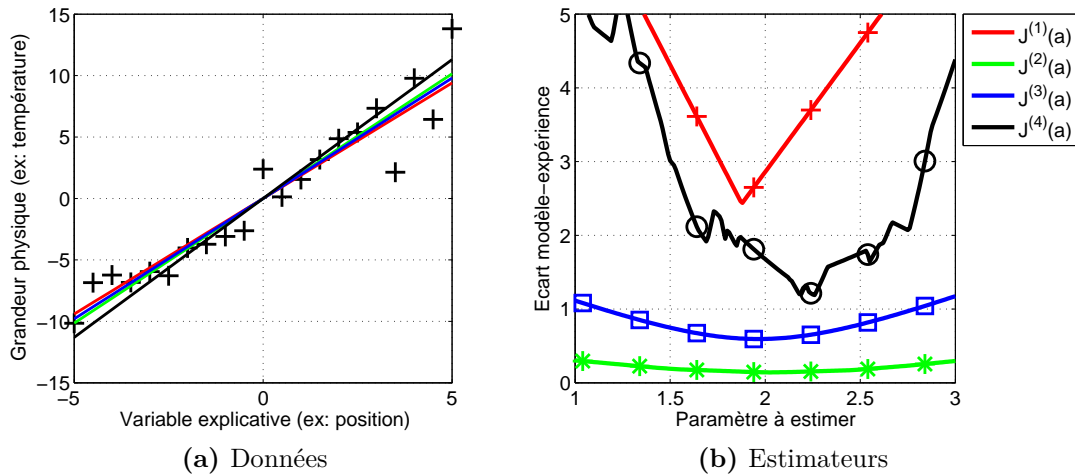 15
10
5
0
−5
−10
−15
−5
0
5
Grandeur physique (ex: température)
Variable explicative (ex: position)
(a) Données
5
4
3
2
1
0
1
1.5
2
2.5
3
Ecart modèle−expérience
Paramètre à estimer
(b) Estimateurs
J(1)(a)
J(2)(a)
J(3)(a)
J(4)(a)